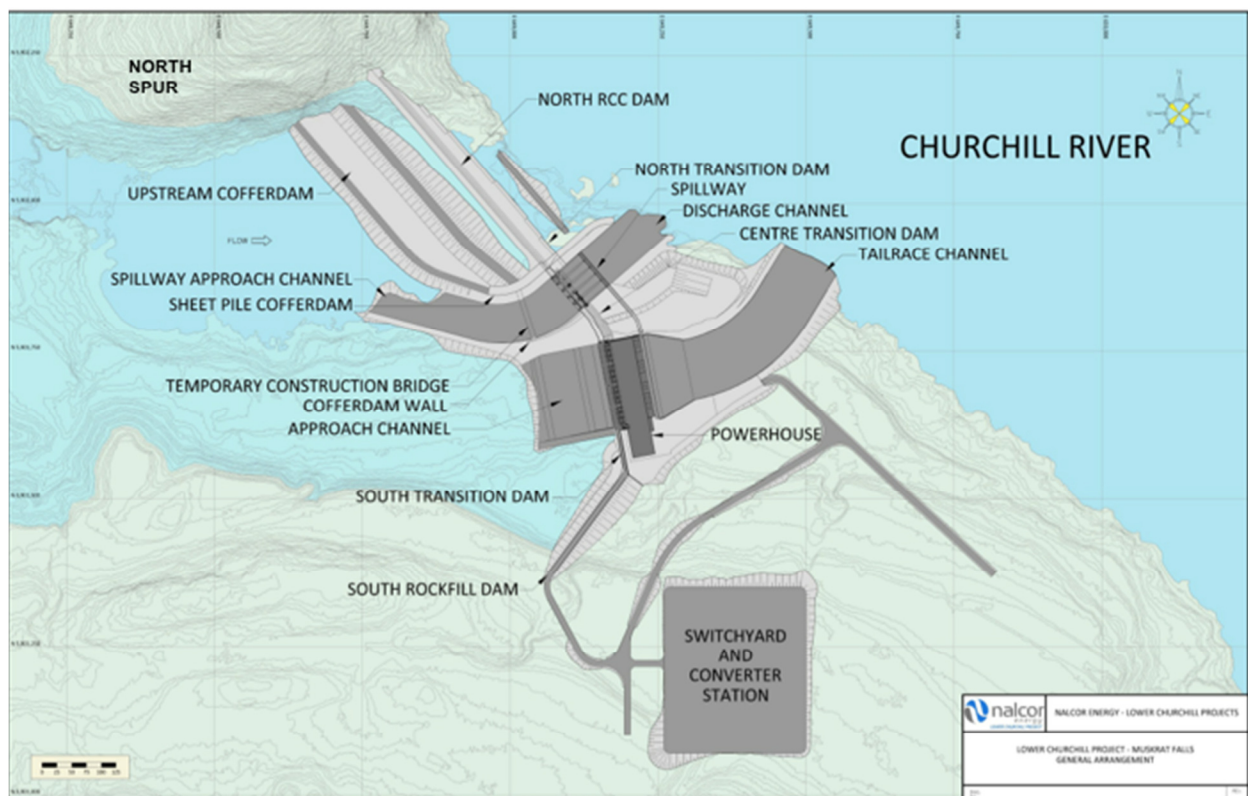 NORTH
SPUR
NORTH RCC DAM
CHURCHILL RIVER
NORTH TRANSITION DAM
SPILLWAY
UPSTREAM COFFERDAM
DISCHARGE CHANNEL
CENTRE TRANSITION DAM
FLOW
TAILRACE CHANNEL
SPILLWAY APPROACH CHANNEL
SHEET PILE COFFERDAM
TEMPORARY CONSTRUCTION BRIDGE
COFFERDAM WALL
APPROACH CHANNEL
POWERHOUSE
SOUTH TRANSITION DAM
SOUTH ROCKFILL DAM
SWITCHYARD
AND
CONVERTER
STATION
nalcor
energy
NALCOR ENERGY - LOWER CHURCHILL PROJECTS
LOWER CHURCHILL PROJECT - MUSKRAT FALLS
GENERAL ARRANGEMENT